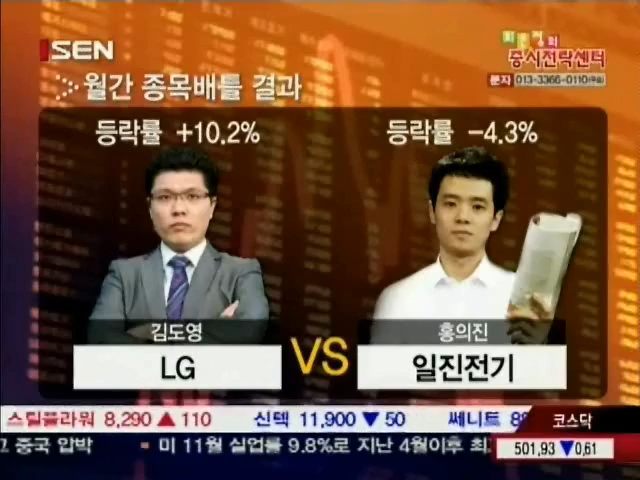 SEN
증시전략센터
문자 013-3366-0110(유료)
월간 종목배틀 결과
등락률 +10.2%
등락률 -4.3%
김도영
홍의진
LG
VS
일진전기
스틸플라워 8,290 ▲ 110 신텍 11,900 ▼ 50 쎄니트
코스닥
중국 압박 미 11월 실업률 9.8%로 지난 4월이후 최
501.93 ▼0.61